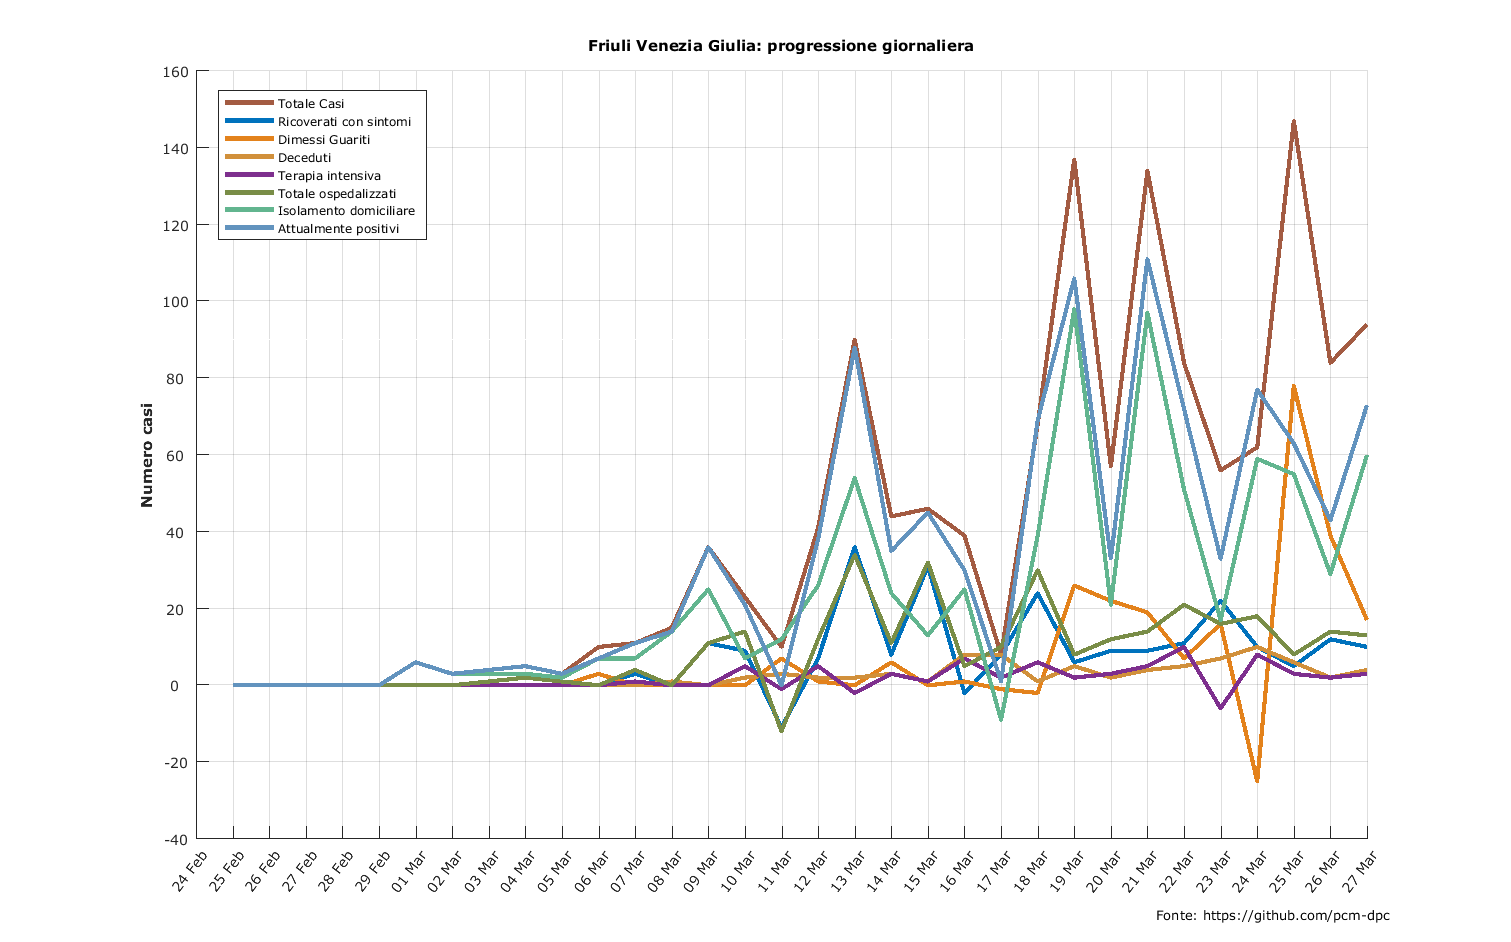 Friuli Venezia Giulia: progressione giornaliera
160
140
120
100
80
60
40
20
0
-20
-40
Numero casi
Totale Casi
Ricoverati con sintomi
Dimessi Guariti
Deceduti
Terapia intensiva
Totale ospedalizzati
Isolamento domiciliare
Attualmente positivi
24 Feb
25 Feb
26 Feb
27 Feb
28 Feb
29 Feb
01 Mar
02 Mar
03 Mar
04 Mar
05 Mar
06 Mar
07 Mar
08 Mar
09 Mar
10 Mar
11 Mar
12 Mar
13 Mar
14 Mar
15 Mar
16 Mar
17 Mar
18 Mar
19 Mar
20 Mar
21 Mar
22 Mar
23 Mar
24 Mar
25 Mar
26 Mar
27 Mar
Fonte: https://github.com/pcm-dpc